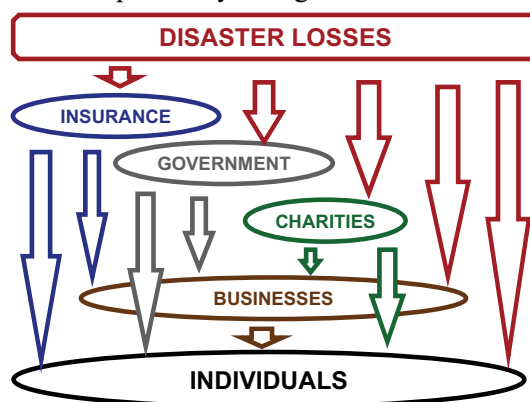 DISASTER LOSSES
INSURANCE
GOVERNMENT
CHARITIES
BUSINESSES
INDIVIDUALS